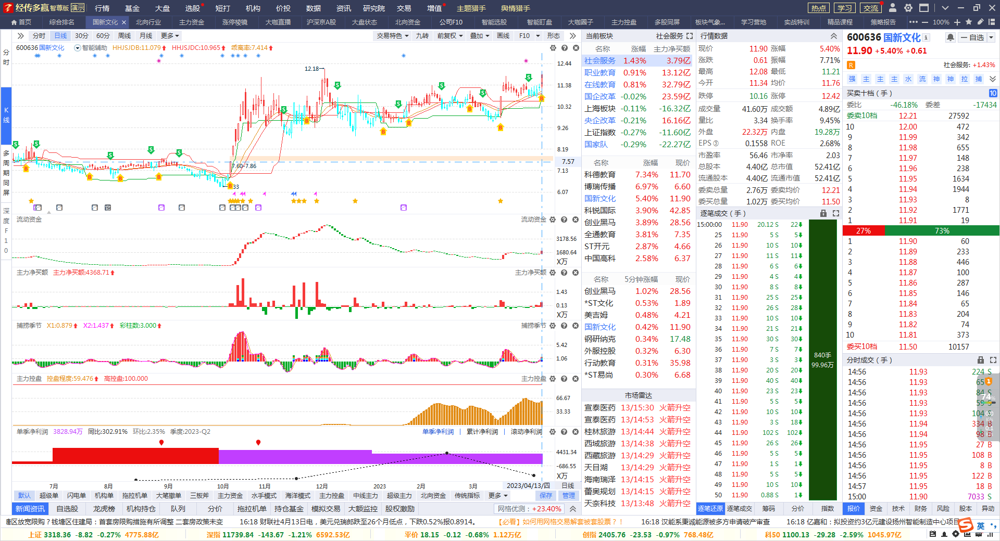 经传多赢 智尊版 演示 行情 基金 大盘 选股 短打 机构 价投 数据 资讯 研究院 交易 增值 主题猎手 舆情猎手 热点 学习 交流
首页 综合排名 国新文化 × 北向行业 主力资金 涨停棱镜 大咖直播 沪深京A股 大盘状态 北向资金 公司F10 智能选股 智能盯盘 大咖圈子 主力控盘 多股同屏 板块气象... 学习营地 实战特训 精品课程 策略报告 100%
分时 日线 30分 60分 周线 月线 更多 交易特色 九转 前复权 叠加 画线 F10 形态
600636 国新文化 智能辅助 HHJSJDB:11.079 HHJSJDC:10.965 乖离率:7.414
分时
K线
多周期同屏
深度F10
12.18
7.60-7.86
12.44
11.38
10.32
9.26
8.19
7.57
7.13
6.07
流动资金 流动资金
3178.56
1680.64
X万
主力净买额 主力净买额:4368.71 主力净买额
1.43
0.13
X万
捕捞季节 X1:0.879 X2:1.437 彩柱数:3.000 捕捞季节
5.42
1.06
主力控盘 控盘程度:59.476 高控盘:100.000 主力控盘
66.67
33.33
单季净利润 3828.94万 同比:302.91% 环比:2.35% 季度:2023-Q2 单季净利润 | 累计净利润 | 滚动净利润
4431.34
-686.55
X万
7月 8月 9月 10月 11月 12月 2023 2月 3月 2023/04/13/四 日线
默认 超级单 闪电单 机构单 拖拉机单 大笔撤单 三板斧 主力资金 水手模式 海洋模式 主力控盘 中线主力 超级主力 北向资金 传统指标 更多 保存 管理
新闻资讯 自选股 龙虎榜 机构持仓 队列 分价 拖拉机单 持仓基金 模拟交易 大额监控 股权激励 网格优测：+23.40%
当前板块 社会服务
名称 涨幅 主力净买额
社会服务 1.43% 3.79亿
职业教育 0.91% 13.12亿
在线教育 0.81% 32.79亿
国企改革 -0.02% 23.59亿
上海板块 -0.11% -16.32亿
央企改革 -0.21% 16.16亿
上证指数 -0.27% -11.60亿
国家队 -0.29% -22.27亿
名称 涨幅 现价
科德教育 7.34% 11.70
博瑞传播 6.97% 6.60
国新文化 5.40% 11.90
科锐国际 3.90% 42.85
创业黑马 3.89% 28.56
全通教育 3.81% 7.35
ST开元 2.87% 4.66
中国高科 2.58% 6.37
名称 5分钟涨幅 现价
创业黑马 1.02% 28.56
*ST文化 0.53% 1.89
美吉姆 0.48% 4.21
国新文化 0.42% 11.90
钢研纳克 0.34% 17.48
外服控股 0.32% 6.30
行动教育 0.31% 35.98
*ST易尚 0.30% 6.68
市场雷达
宣泰医药 13/15:30 火箭升空
宣泰医药 13/14:53 火箭升空
桂林旅游 13/14:44 火箭升空
西域旅游 13/14:38 火箭升空
西藏旅游 13/14:29 火箭升空
天目湖 13/14:29 火箭升空
海南瑞泽 13/14:15 火箭升空
蕾奥规划 13/14:15 火箭升空
天奈科技 13/13:48 火箭升空
行情数据
现价 11.90 涨幅 5.40%
涨跌 0.61 振幅 7.71%
最高 12.08 最低 11.21
今开 11.34 均价 11.76
跌停 10.16 涨停 12.42
成交量 41.60万 成交额 4.89亿
量比 3.34 换手率 9.45%
外盘 22.32万 内盘 19.28万
EPS③ 0.1558 ROE 2.68%
市盈率 56.46 市净率 2.03
总股本 4.40亿 总市值 52.41亿
流通股本 4.40亿 流通市值 52.41亿
委卖总量 2.76万 委卖均价 12.21
委买总量 1.02万 委买均价 11.50
逐笔成交（手）
15:00:00 11.90 20.12 S 22
25 11.90 5 S 5
26 11.90 10 S 10
27 11.90 11 S 11
28 11.90 6 S 6
29 11.90 4 S 4
30 11.90 8 S 8
31 11.90 25 S 25
32 11.90 26 S 28
33 11.90 10 S 10
34 11.90 21 S 21
35 11.90 30 S 30
36 11.90 7 S 7
37 11.90 3 S 3
38 11.90 20 S 20
39 11.90 40 S 40
40 11.90 23 S 23
41 11.90 5 S 5
42 11.90 10 S 10
43 11.90 3 S 18
44 11.90 102 S 102
45 11.90 26 S 26
46 11.90 5 S 5
47 11.90 1 S 1
48 11.90 5 S 5
49 11.90 10 S 10
50 11.90 0.88 S 1
840手
99.96万
逐笔还原 逐笔成交 筹码 分价 指数
600636 国新文化 自选
11.90 +5.40% +0.61
R 社会服务: +1.43%
强 主 主 主 水 流 神 神 拉 捕
买卖十档（手） 10
委比 -46.18% 委差 -17434
委卖10档 12.21 27592
10 12.00 472
9 11.99 342
8 11.98 655
7 11.97 148
6 11.96 238
5 11.95 1634
4 11.94 1944
3 11.93 8
2 11.92 1771
1 11.91 19
27% 73%
1 11.90 60
2 11.89 233
3 11.88 446
4 11.87 100
5 11.86 287
6 11.85 146
7 11.84 65
8 11.83 204
9 11.82 74
10 11.81 373
委买10档 11.50 10157
分时成交（手）
14:56 11.93 224 S
14:56 11.93 65
14:56 11.93 84 S
14:56 11.93 59 S
14:56 11.93 104 S
14:56 11.94 334 B
14:56 11.94 98 B
14:56 11.95 27 B
14:56 11.95 108 B
14:56 11.95 8 B
14:56 11.95 122 B
14:57 11.95 18 B
15:00 11.90 7033 S
74%
报价 资金 技术 财务 风险 股本 异动
塘区放宽限购？钱塘区住建局：首套房限购措施有所调整 二套房政策未变 16:18 财联社4月13日电，美元兑瑞郎跌至26个月低点，下跌0.52%报0.8914。 【必看】如何用网格交易解套被套股票？！ 16:18 汉能系秉诚能源被多方申请破产审查 16:18 亿嘉和：拟投资约3亿元建设扬州智能制造中心项目
英
上证 3318.36 -8.82 -0.27% 4775.88亿 深指 11739.84 -143.67 -1.21% 6592.53亿 平价 18.15 -0.12 -0.68% 1.12万亿 创指 2405.76 -23.53 -0.97% 768.48亿 科50 1100.13 -29.28 -2.59% 1045.97亿